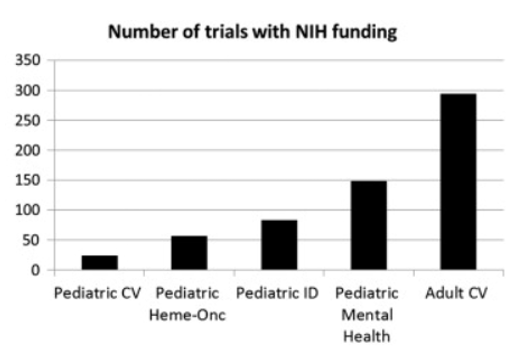 Number of trials with NIH funding
350
300
250
200
150
100
50
0
Pediatric CV
Pediatric
Heme-Onc
Pediatric ID
Pediatric
Mental
Health
Adult CV